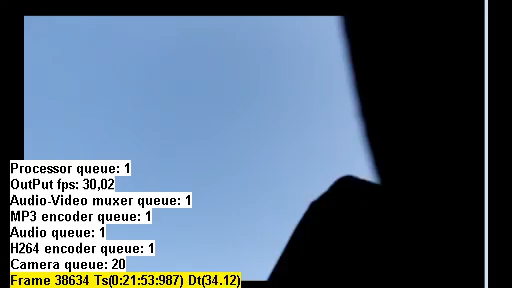 Processor queue: 1
OutPut fps: 30,02
Audio-Video muxer queue: 1
MP3 encoder queue: 1
Audio queue: 1
H264 encoder queue: 1
Camera queue: 20
Frame 38634 Ts(0:21:53:987) Dt(34.12)